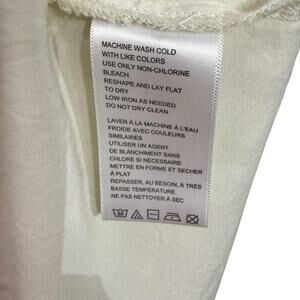 MACHINE WASH COLD
WITH LIKE COLORS
USE ONLY NON-CHLORINE
BLEACH
RESHAPE AND LAY FLAT
TO DRY
LOW IRON AS NEEDED
DO NOT DRY CLEAN
LAVER À LA MACHINE À L'EAU
FROIDE AVEC COULEURS
SIMILAIRES
UTILISER UN AGENT
DE BLANCHIMENT SANS
CHLORE SI NÉCESSAIRE
METTRE EN FORME ET SECHER
À PLAT
REPASSER, AU BESOIN, À TRÉS
BASSE TEMPÉRATURE
NE PAS NETTOYER A SEC